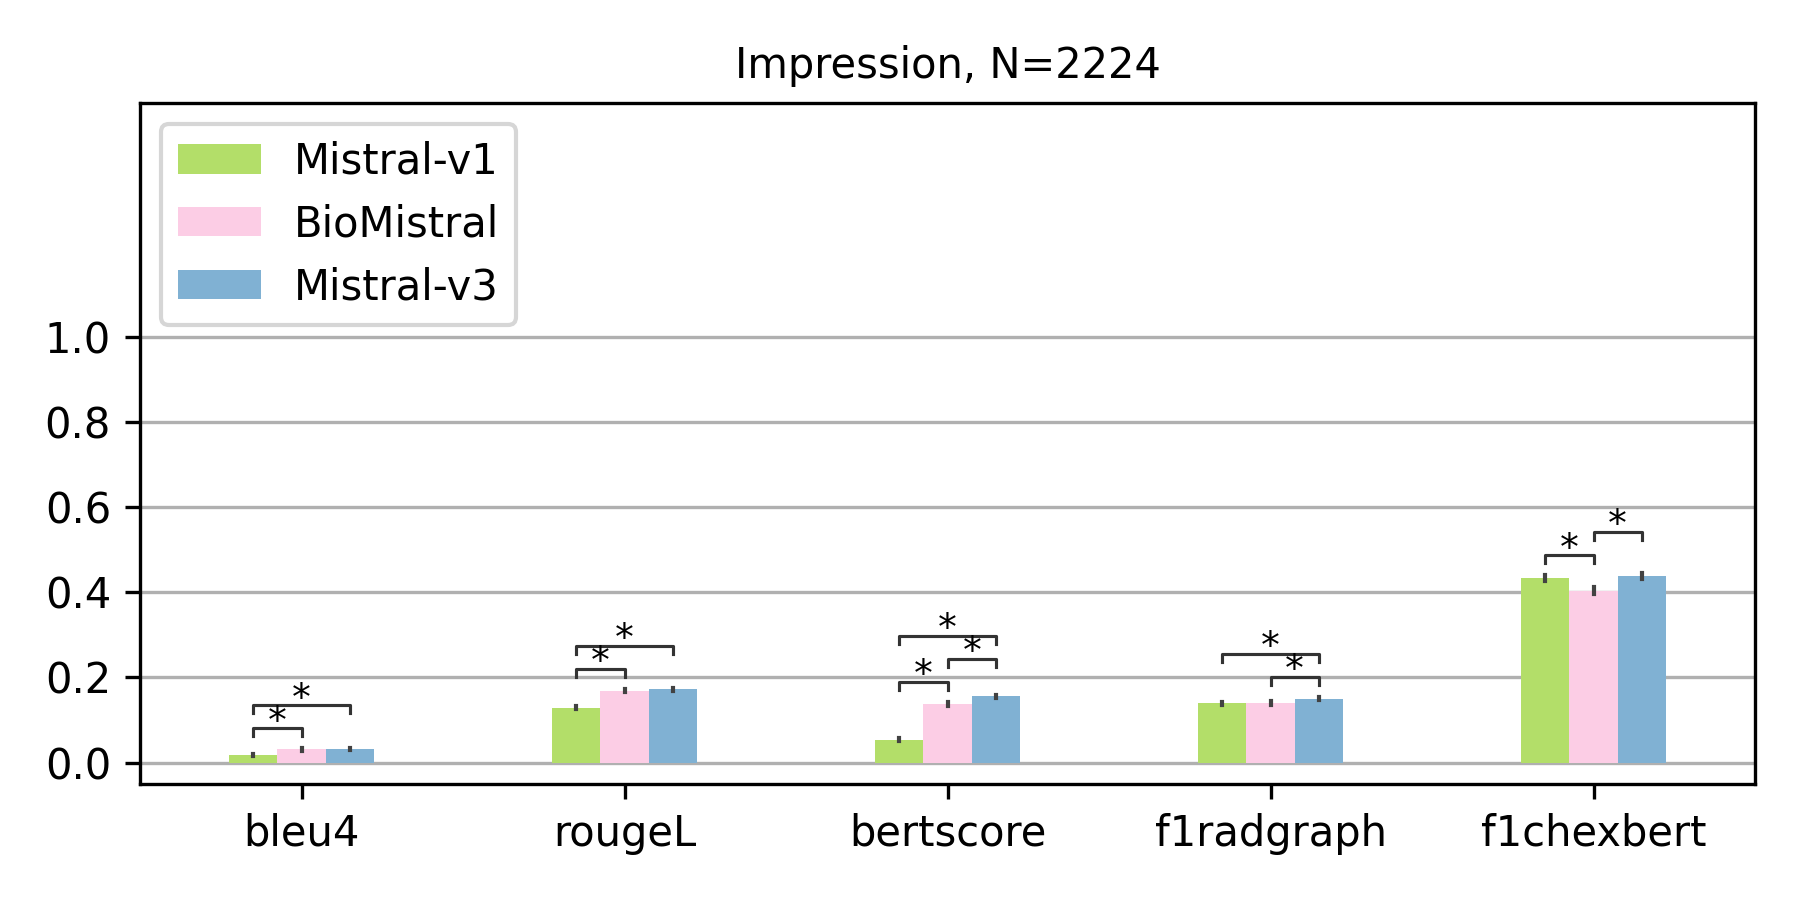 Impression, N=2224
Mistral-v1
BioMistral
Mistral-v3
1.0
0.8
0.6
0.4
0.2
0.0
* *
* *
* * *
* *
* *
bleu4 rougeL bertscore f1radgraph f1chexbert